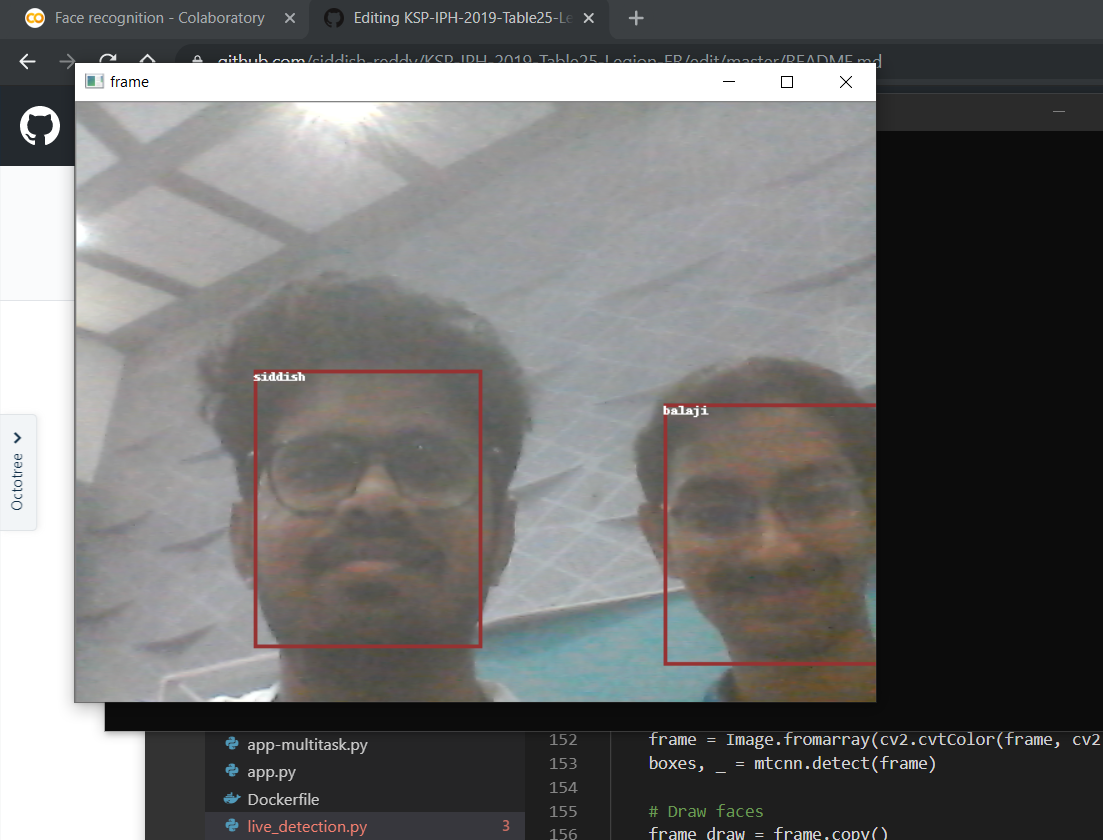 Face recognition - Colaboratory
Editing KSP-IPH-2019-Table25-Le
github.com/siddish-reddy/KSP-IPH-2019-Table25-Legion-FR/edit/master/README.md
frame
siddish
balaji
Octotree
app-multitask.py
app.py
Dockerfile
live_detection.py 3
152 frame = Image.fromarray(cv2.cvtColor(frame, cv2
153 boxes, _ = mtcnn.detect(frame)
154
155 # Draw faces
156 frame_draw = frame.copy()